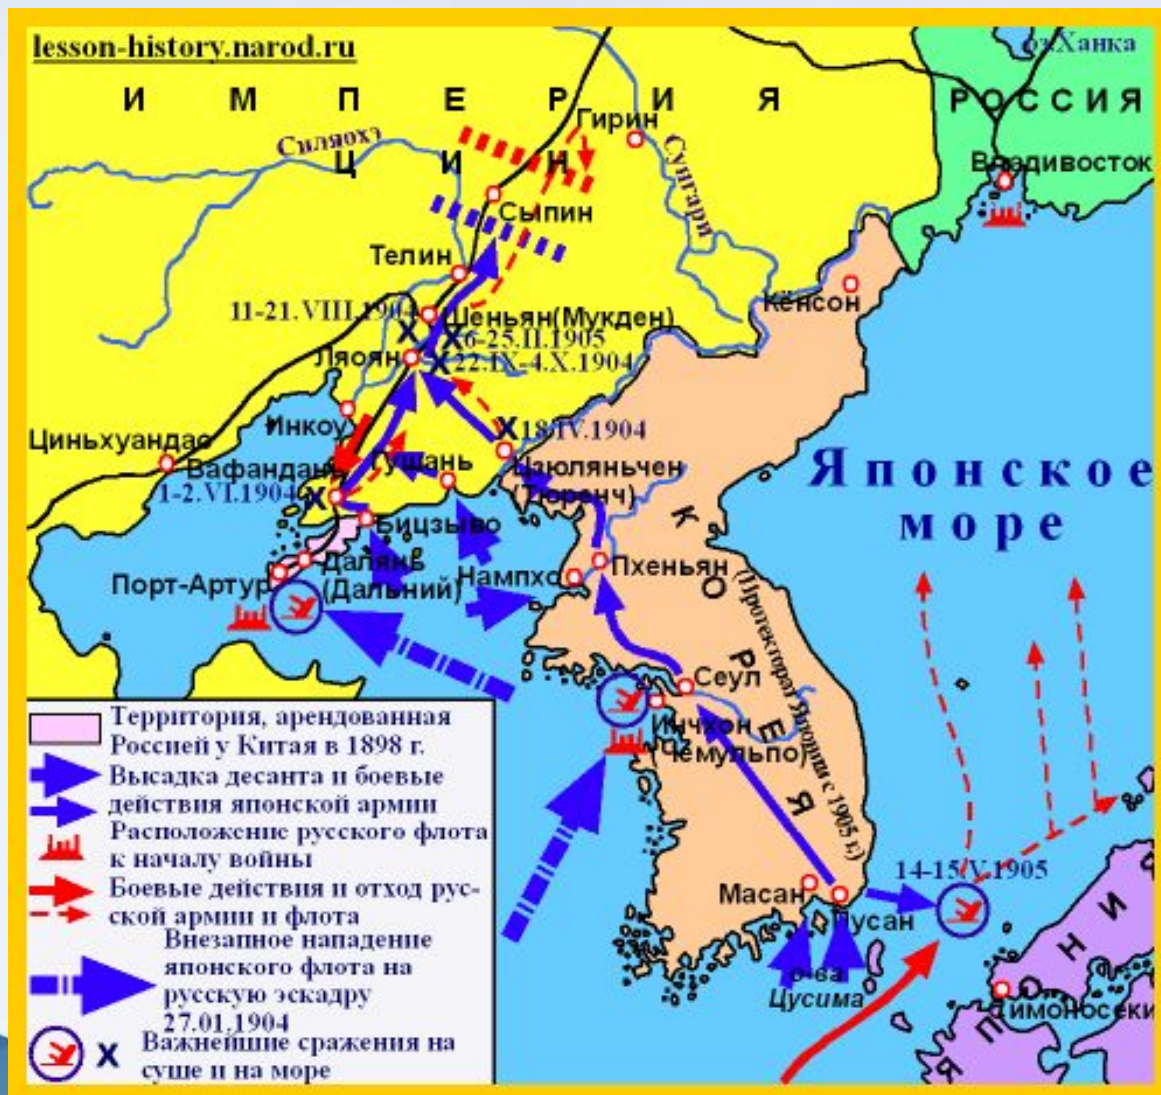 lesson-history.narod.ru
оз.Ханка
ИМПЕРИЯ
РОССИЯ
Гирин
Силяохэ
ЦИН
Сунгари
Владивосток
Сыпин
Телин
Кёнсон
11-21.VIII.1904
Шеньян(Мукден)
6-25.II.1905
Ляоян
22.IX-4.X.1904
Инкоу
18.IV.1904
Циньхуандао
Вафандань
Гушань
Цзюляньчен
(Тюренч)
1-2.VI.1904
Японское
море
Бицзыво
КОРЕЯ
(Протекторат Японии с 1905 г.)
Далянь
(Дальний)
Порт-Артур
Нампхо
Пхеньян
Сеул
Инчхон
(Чемульпо)
14-15.V.1905
Масан
Пусан
о-ва
Цусима
ЯПОНИ
Симоносеки
Территория, арендованная
Россией у Китая в 1898 г.
Высадка десанта и боевые
действия японской армии
Расположение русского флота
к началу войны
Боевые действия и отход рус-
ской армии и флота
Внезапное нападение
японского флота на
русскую эскадру
27.01.1904
X Важнейшие сражения на
суше и на море